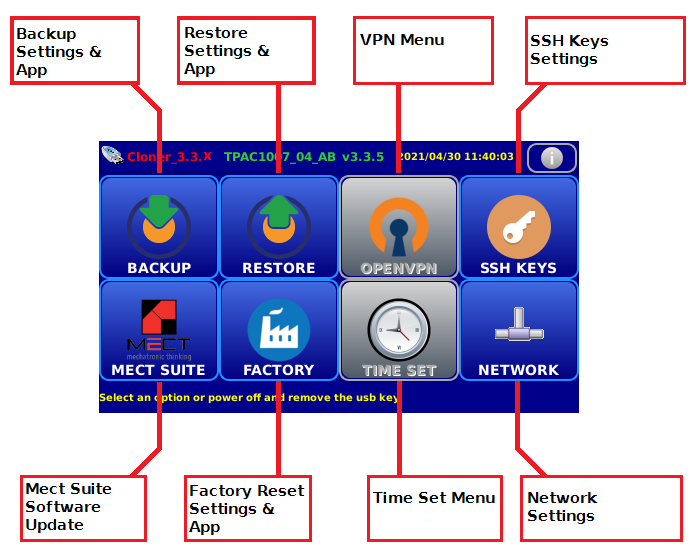 Backup
Settings &
App
Restore
Settings &
App
VPN Menu
SSH Keys
Settings
Cloner_3.3.x TPAC1007_04_AB v3.3.5 2021/04/30 11:40:03 i
BACKUP RESTORE OPENVPN SSH KEYS
MECT
mechatronic thinking
MECT SUITE FACTORY TIME SET NETWORK
Select an option or power off and remove the usb key
Mect Suite
Software
Update
Factory Reset
Settings &
App
Time Set Menu
Network
Settings